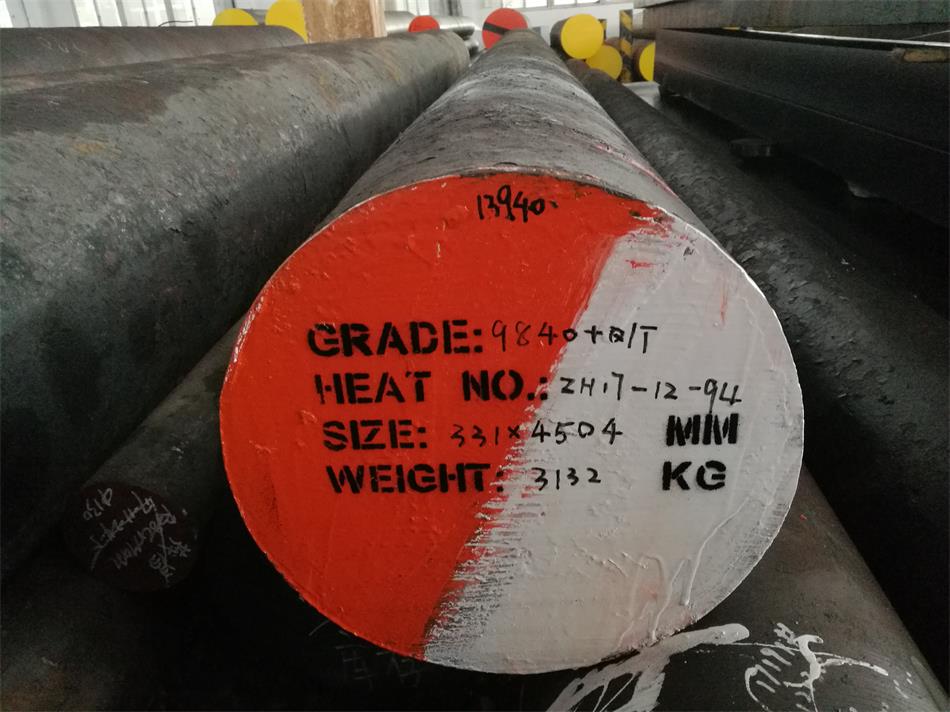 13940
GRADE: 9840+Q/T
HEAT NO.: ZH17-12-94
SIZE: 331×4504 MM
WEIGHT: 3132 KG